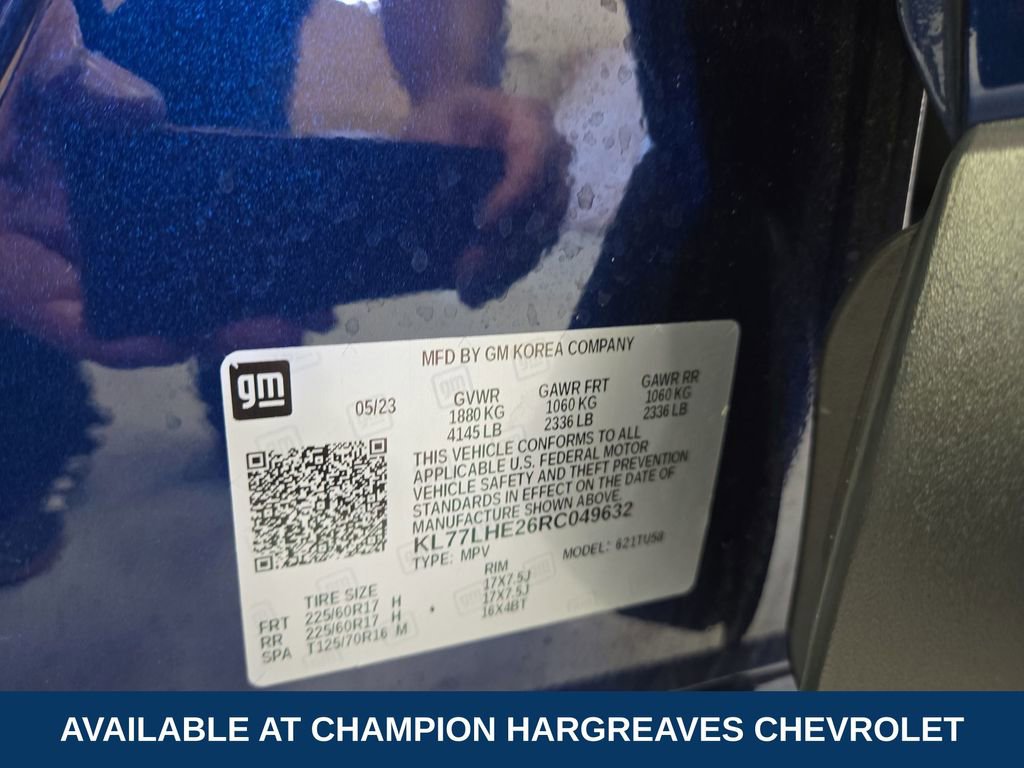 gm
MFD BY GM KOREA COMPANY
05/23
GVWR GAWR FRT GAWR RR
1880 KG 1060 KG 1060 KG
4145 LB 2336 LB 2336 LB
THIS VEHICLE CONFORMS TO ALL
APPLICABLE U.S. FEDERAL MOTOR
VEHICLE SAFETY AND THEFT PREVENTION
STANDARDS IN EFFECT ON THE DATE OF
MANUFACTURE SHOWN ABOVE.
KL77LHE26RC049632
TYPE: MPV MODEL: 621TU58
TIRE SIZE RIM
FRT 225/60R17 H 17X7.5J
RR 225/60R17 H 17X7.5J
SPA T125/70R16 M 16X4BT
AVAILABLE AT CHAMPION HARGREAVES CHEVROLET